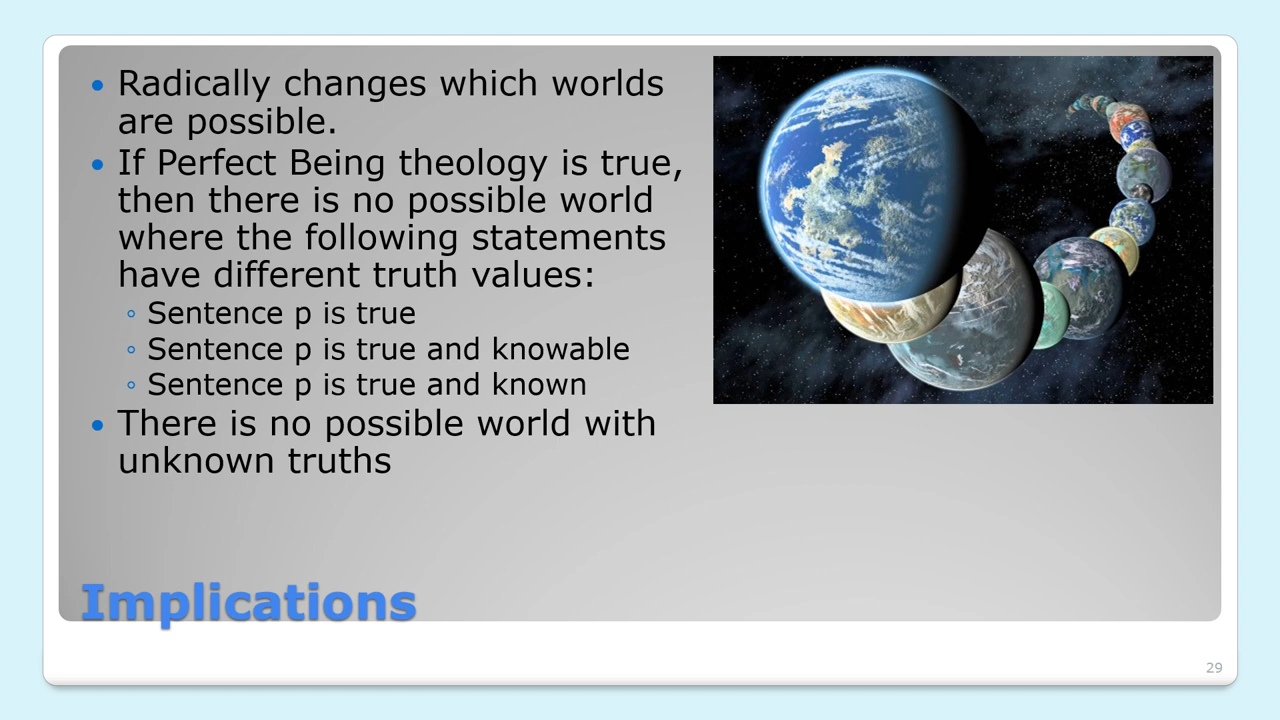 • Radically changes which worlds
are possible.
• If Perfect Being theology is true,
then there is no possible world
where the following statements
have different truth values:
◦ Sentence p is true
◦ Sentence p is true and knowable
◦ Sentence p is true and known
• There is no possible world with
unknown truths
Implications
29